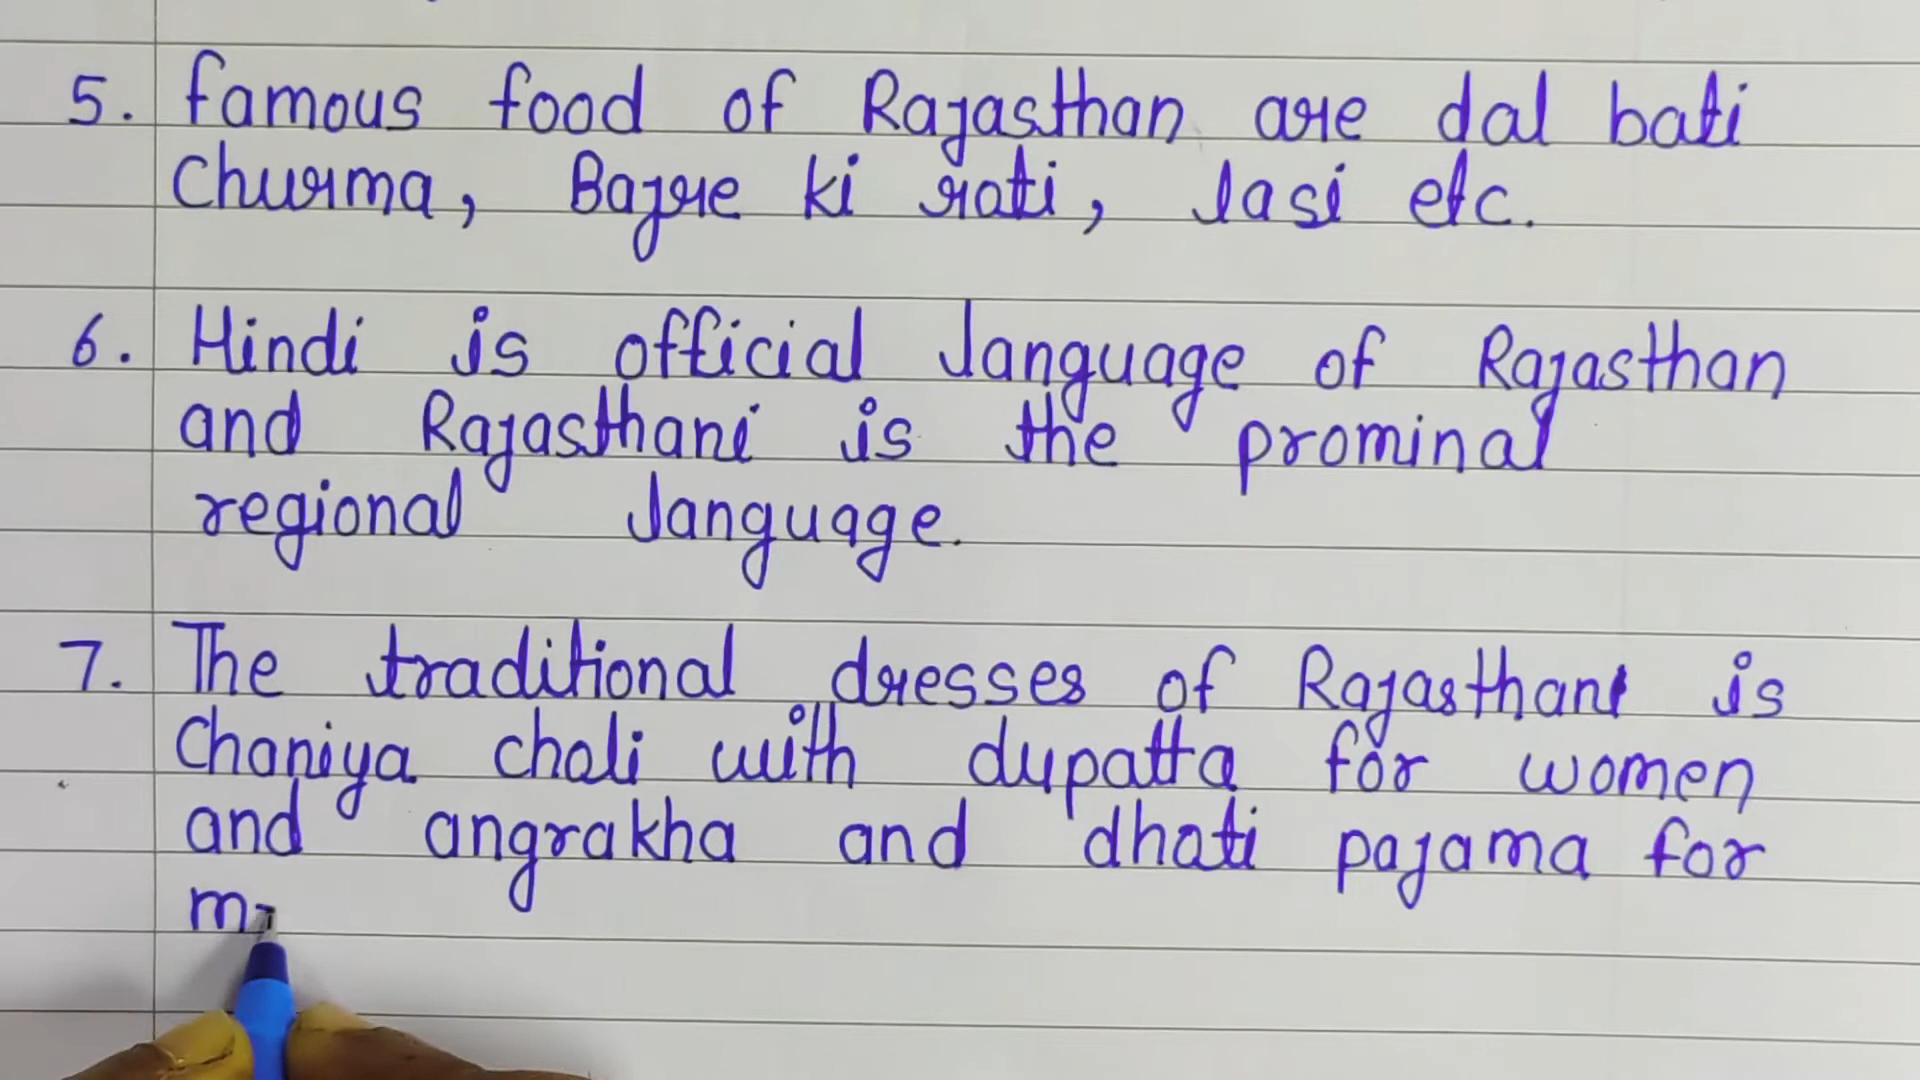 5. famous food of Rajasthan are dal bati
Churma, Bajre ki roti, lasi etc.
6. Hindi is official language of Rajasthan
and Rajasthani is the prominal
regional language.
7. The traditional dresses of Rajasthani is
Chaniya choli with dupatta for women
and angrakha and dhoti pajama for
m